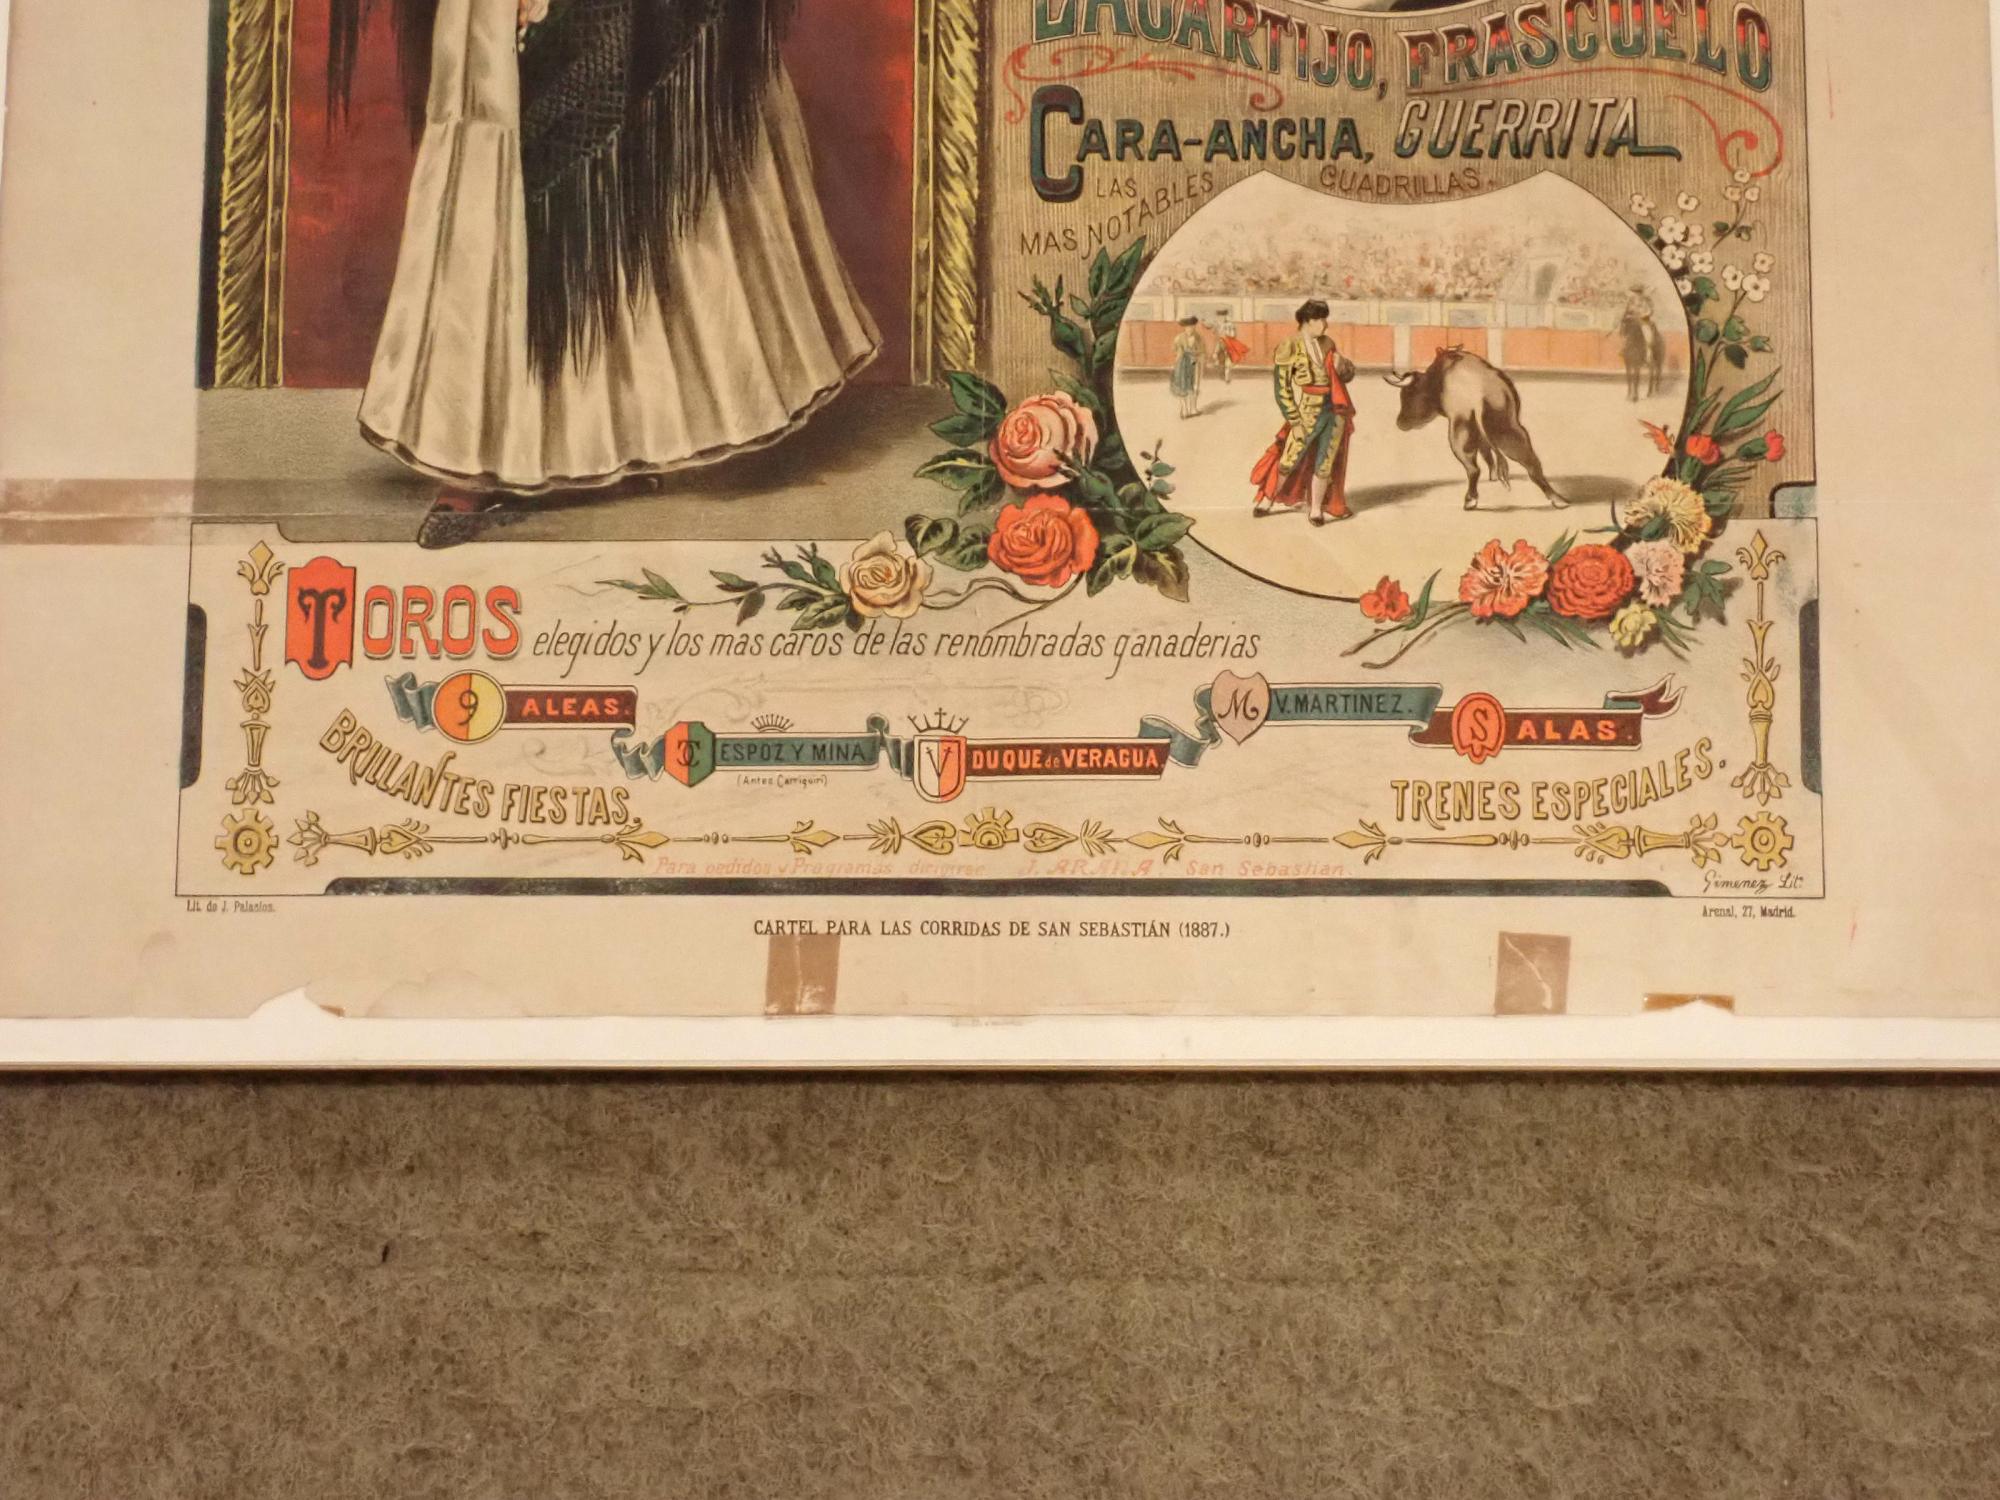 LAGARTIJO, FRASCUELO
CARA-ANCHA, GUERRITA
LAS MAS NOTABLES CUADRILLAS.
TOROS elegidos y los mas caros de las renombradas ganaderias
9 ALEAS.
ESPOZ Y MINA
(Antes Carriquiri)
V DUQUE de VERAGUA.
M V. MARTINEZ.
S SALAS.
BRILLANTES FIESTAS.
TRENES ESPECIALES.
Para pedidos y Programas dirigirse J. ARANA San Sebastian.
Gimenez Lit.º
Lit. de J. Palacios.
Arenal, 27, Madrid.
CARTEL PARA LAS CORRIDAS DE SAN SEBASTIÁN (1887.)